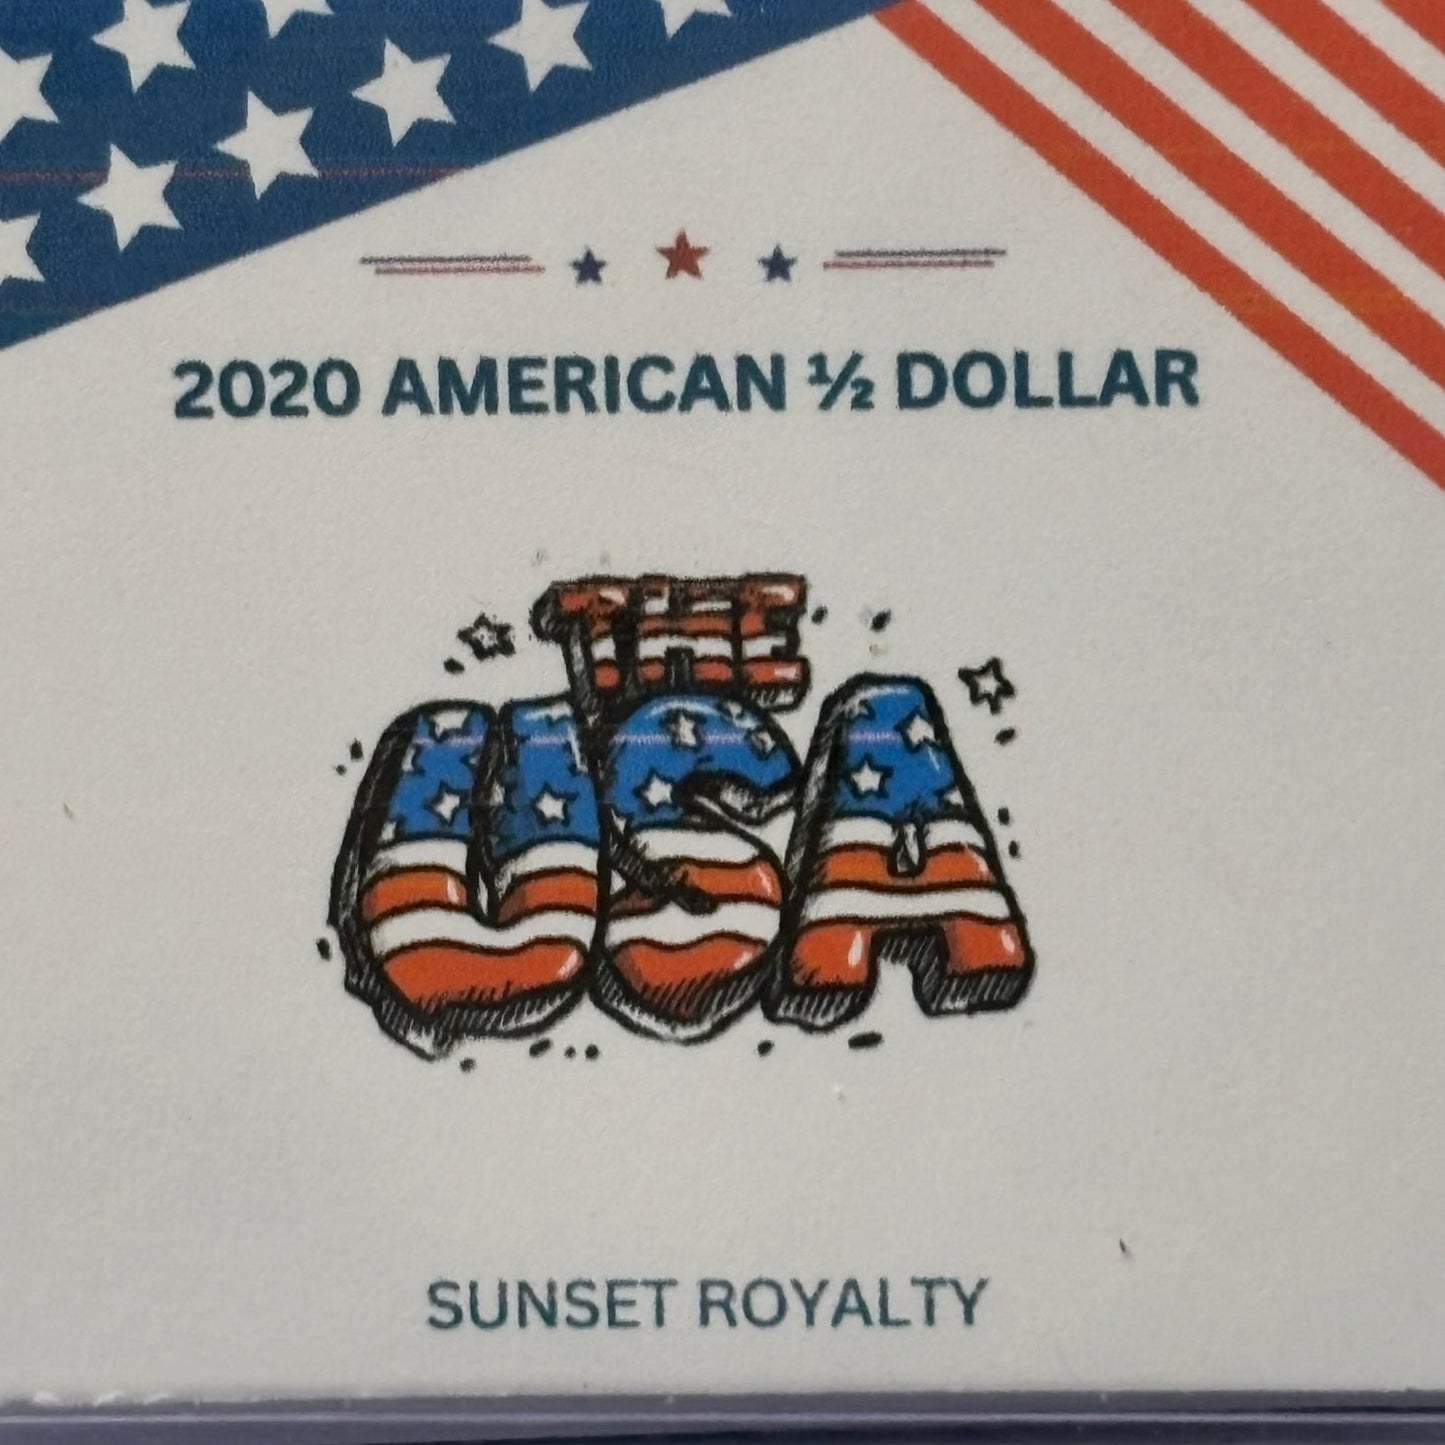 2020 AMERICAN ½ DOLLAR
THE
USA
SUNSET ROYALTY